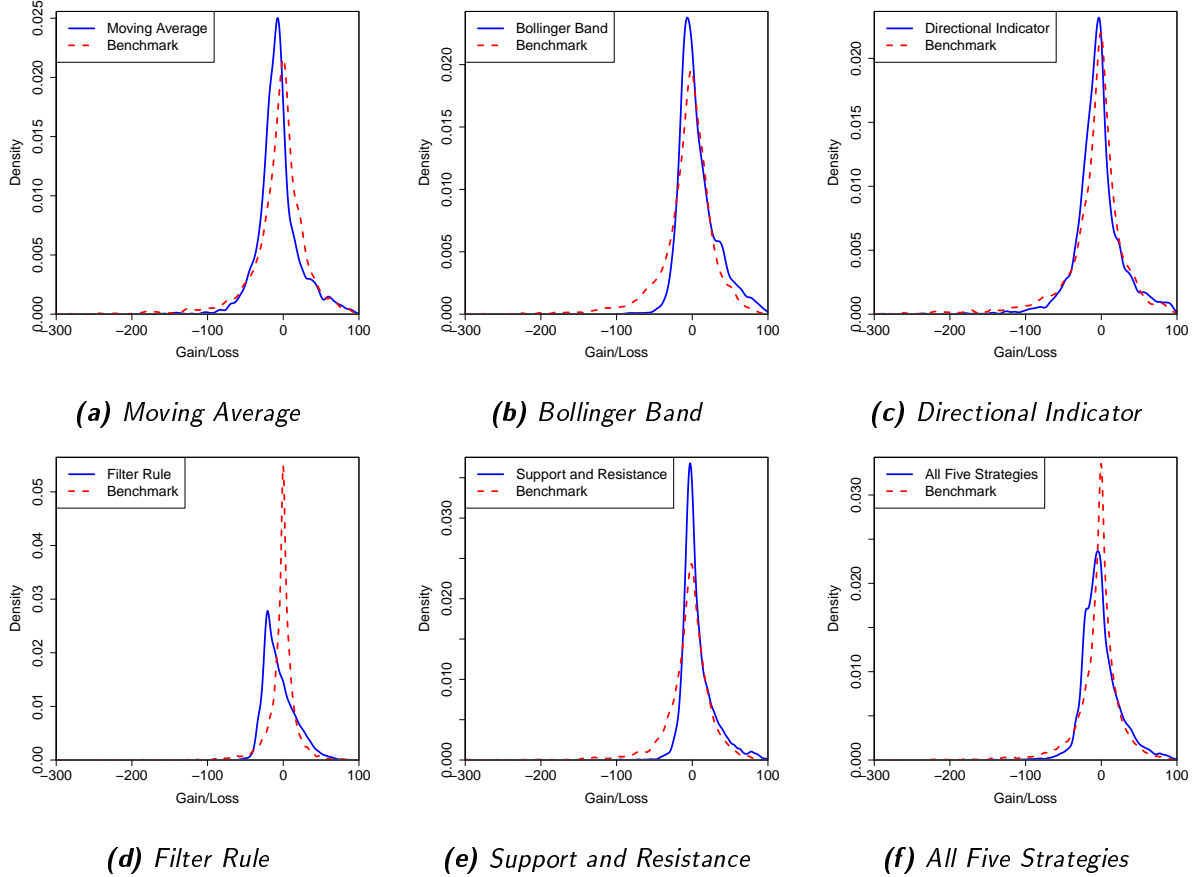 Moving Average
Benchmark
Density
0.000 0.005 0.010 0.015 0.020 0.025
−300 −200 −100 0 100
Gain/Loss
(a) Moving Average
Bollinger Band
Benchmark
Density
0.000 0.005 0.010 0.015 0.020
−300 −200 −100 0 100
Gain/Loss
(b) Bollinger Band
Directional Indicator
Benchmark
Density
0.000 0.005 0.010 0.015 0.020
−300 −200 −100 0 100
Gain/Loss
(c) Directional Indicator
Filter Rule
Benchmark
Density
0.00 0.01 0.02 0.03 0.04 0.05
−300 −200 −100 0 100
Gain/Loss
(d) Filter Rule
Support and Resistance
Benchmark
Density
0.000 0.010 0.020 0.030
−300 −200 −100 0 100
Gain/Loss
(e) Support and Resistance
All Five Strategies
Benchmark
Density
0.000 0.010 0.020 0.030
−300 −200 −100 0 100
Gain/Loss
(f) All Five Strategies